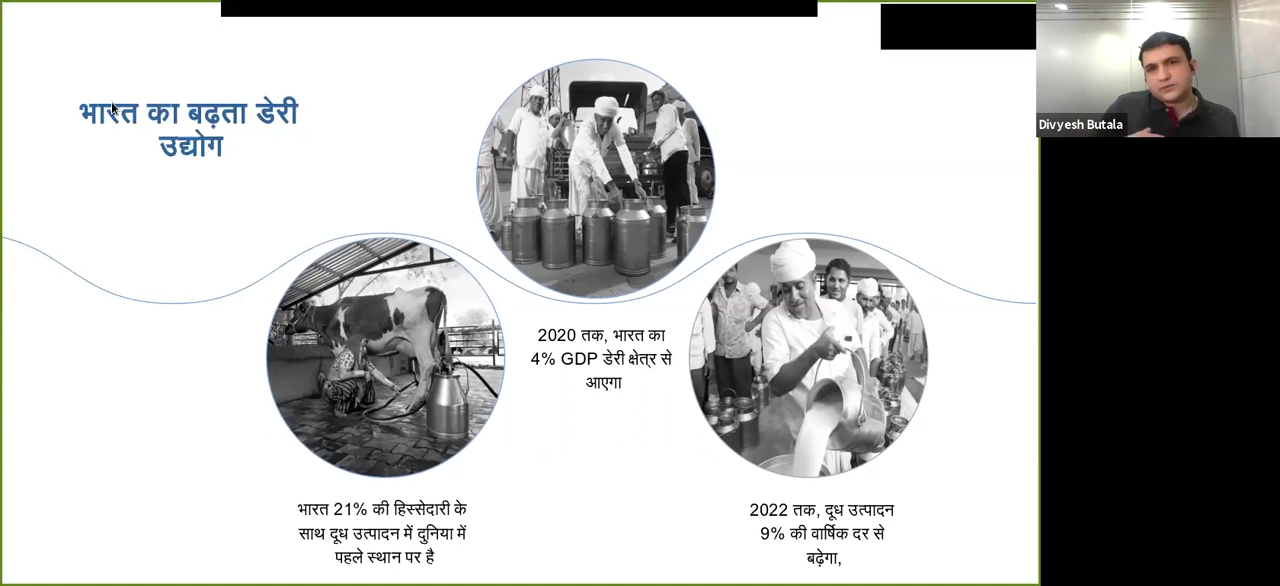 भारत का बढ़ता डेरी
उद्योग
2020 तक, भारत का
4% GDP डेरी क्षेत्र से
आएगा
भारत 21% की हिस्सेदारी के
साथ दूध उत्पादन में दुनिया में
पहले स्थान पर है
2022 तक, दूध उत्पादन
9% की वार्षिक दर से
बढ़ेगा,
Divyesh Butala